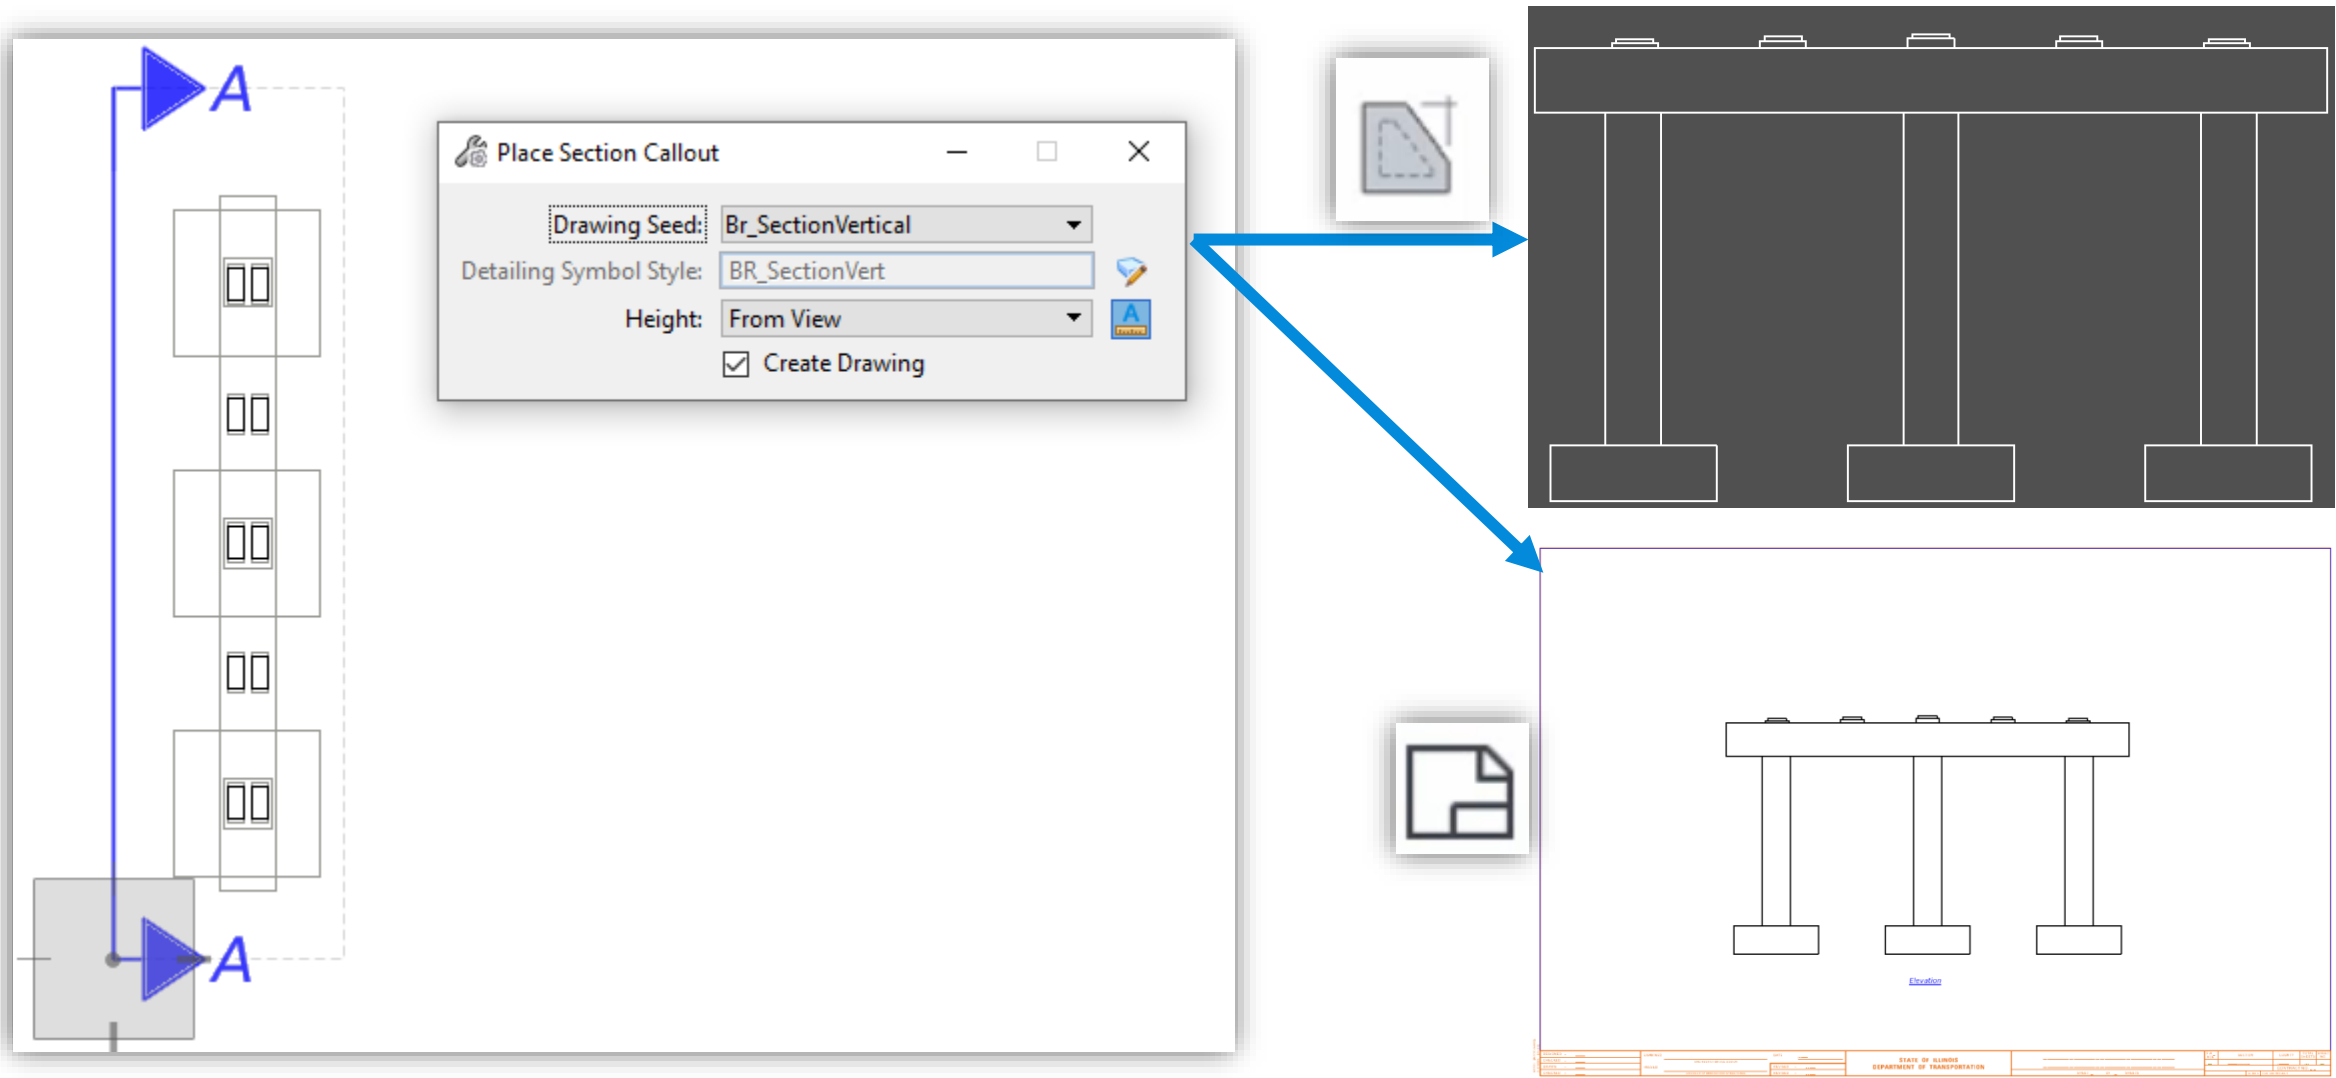 A
Place Section Callout
Drawing Seed: Br_SectionVertical
Detailing Symbol Style: BR_SectionVert
Height: From View
A
Create Drawing
A
Elevation
STATE OF ILLINOIS
DEPARTMENT OF TRANSPORTATION